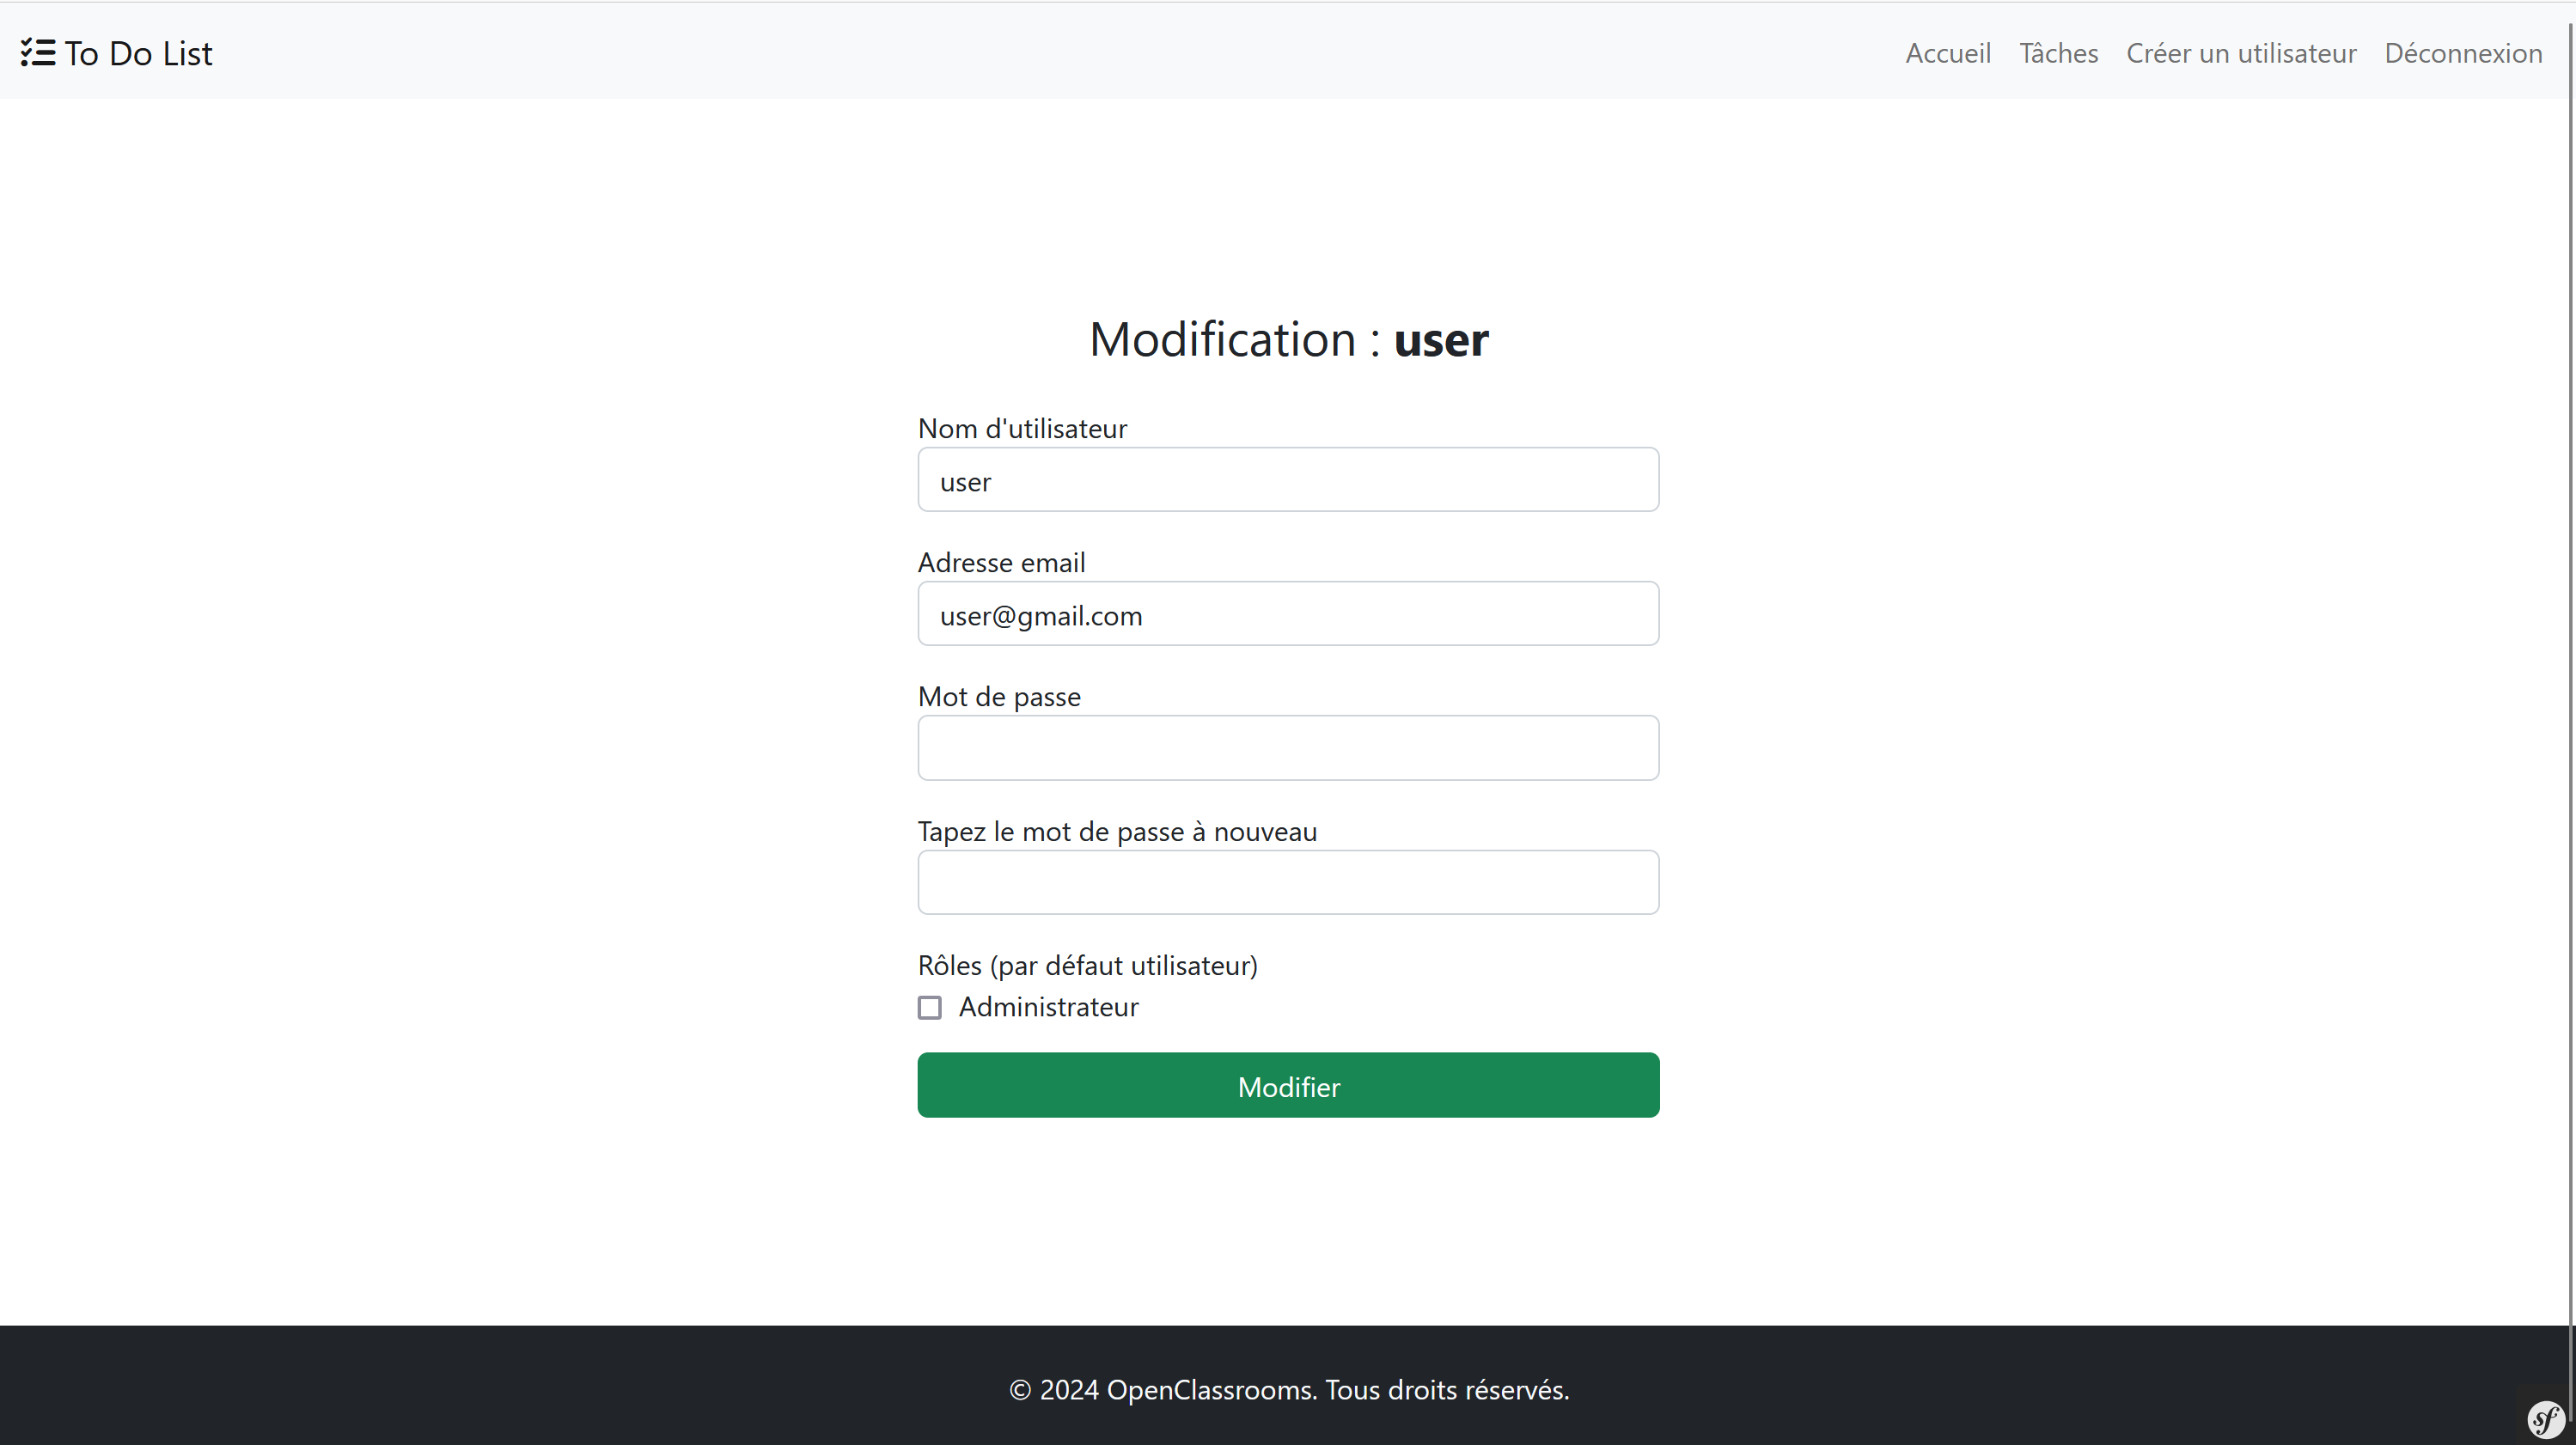 To Do List
Accueil Tâches Créer un utilisateur Déconnexion
Modification : user
Nom d'utilisateur
user
Adresse email
user@gmail.com
Mot de passe
Tapez le mot de passe à nouveau
Rôles (par défaut utilisateur)
Administrateur
Modifier
© 2024 OpenClassrooms. Tous droits réservés.
sf